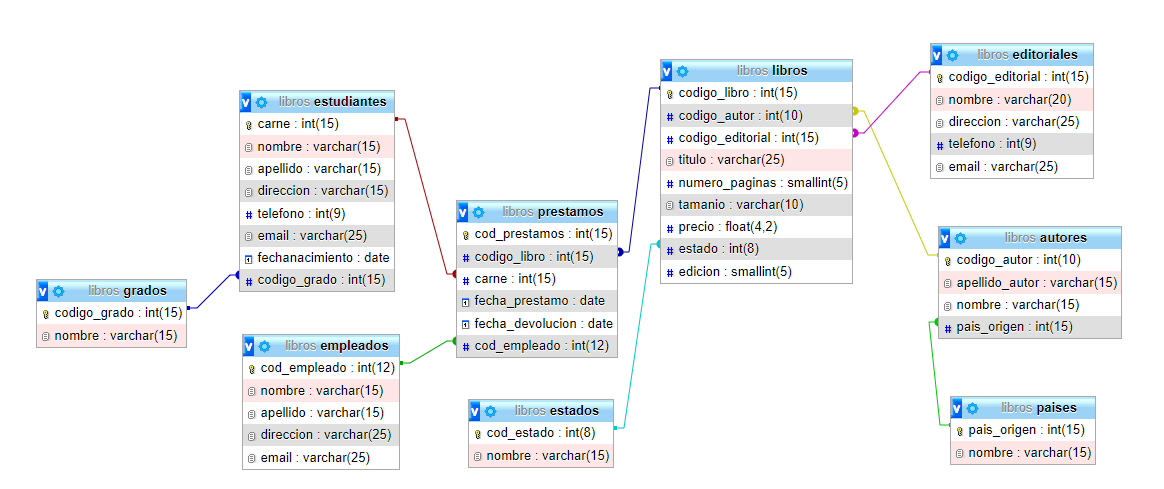 libros grados
codigo_grado : int(15)
nombre : varchar(15)
libros estudiantes
carne : int(15)
nombre : varchar(15)
apellido : varchar(15)
direccion : varchar(15)
telefono : int(9)
email : varchar(25)
fechanacimiento : date
codigo_grado : int(15)
libros empleados
cod_empleado : int(12)
nombre : varchar(15)
apellido : varchar(15)
direccion : varchar(25)
email : varchar(25)
libros prestamos
cod_prestamos : int(15)
codigo_libro : int(15)
carne : int(15)
fecha_prestamo : date
fecha_devolucion : date
cod_empleado : int(12)
libros estados
cod_estado : int(8)
nombre : varchar(15)
libros libros
codigo_libro : int(15)
codigo_autor : int(10)
codigo_editorial : int(15)
titulo : varchar(25)
numero_paginas : smallint(5)
tamanio : varchar(10)
precio : float(4,2)
estado : int(8)
edicion : smallint(5)
libros editoriales
codigo_editorial : int(15)
nombre : varchar(20)
direccion : varchar(25)
telefono : int(9)
email : varchar(25)
libros autores
codigo_autor : int(10)
apellido_autor : varchar(15)
nombre : varchar(15)
pais_origen : int(15)
libros paises
pais_origen : int(15)
nombre : varchar(15)